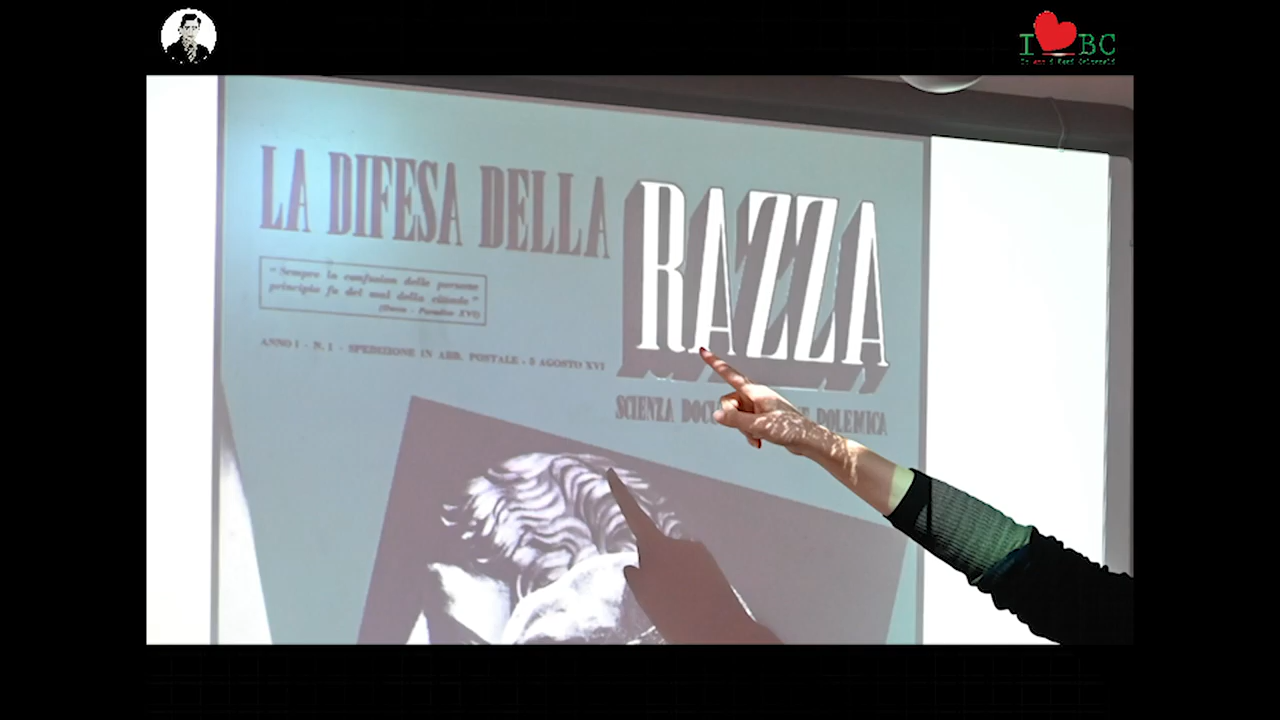 I BC
LA DIFESA DELLA RAZZA
"Sempre la confusion delle persone
principio fu del mal della cittade"
(Dante - Paradiso XVI)
ANNO I - N. 1 - SPEDIZIONE IN ABB. POSTALE - 5 AGOSTO XVI
SCIENZA POLEMICA